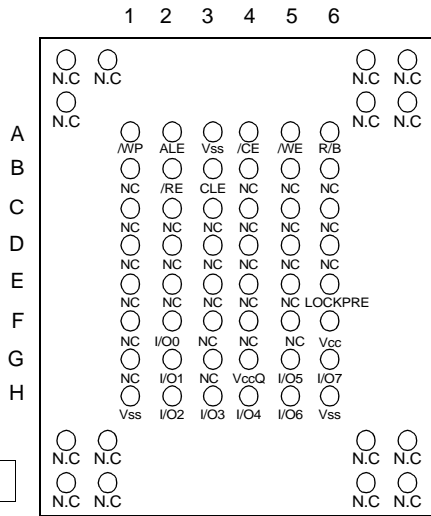 1 2 3 4 5 6
N.C N.C N.C N.C
N.C N.C N.C
A /WP ALE Vss /CE /WE R/B
B NC /RE CLE NC NC NC
C NC NC NC NC NC NC
D NC NC NC NC NC NC
E NC NC NC NC NC LOCKPRE
F NC I/O0 NC NC NC Vcc
G NC I/O1 NC VccQ I/O5 I/O7
H Vss I/O2 I/O3 I/O4 I/O6 Vss
N.C N.C N.C N.C
N.C N.C N.C N.C